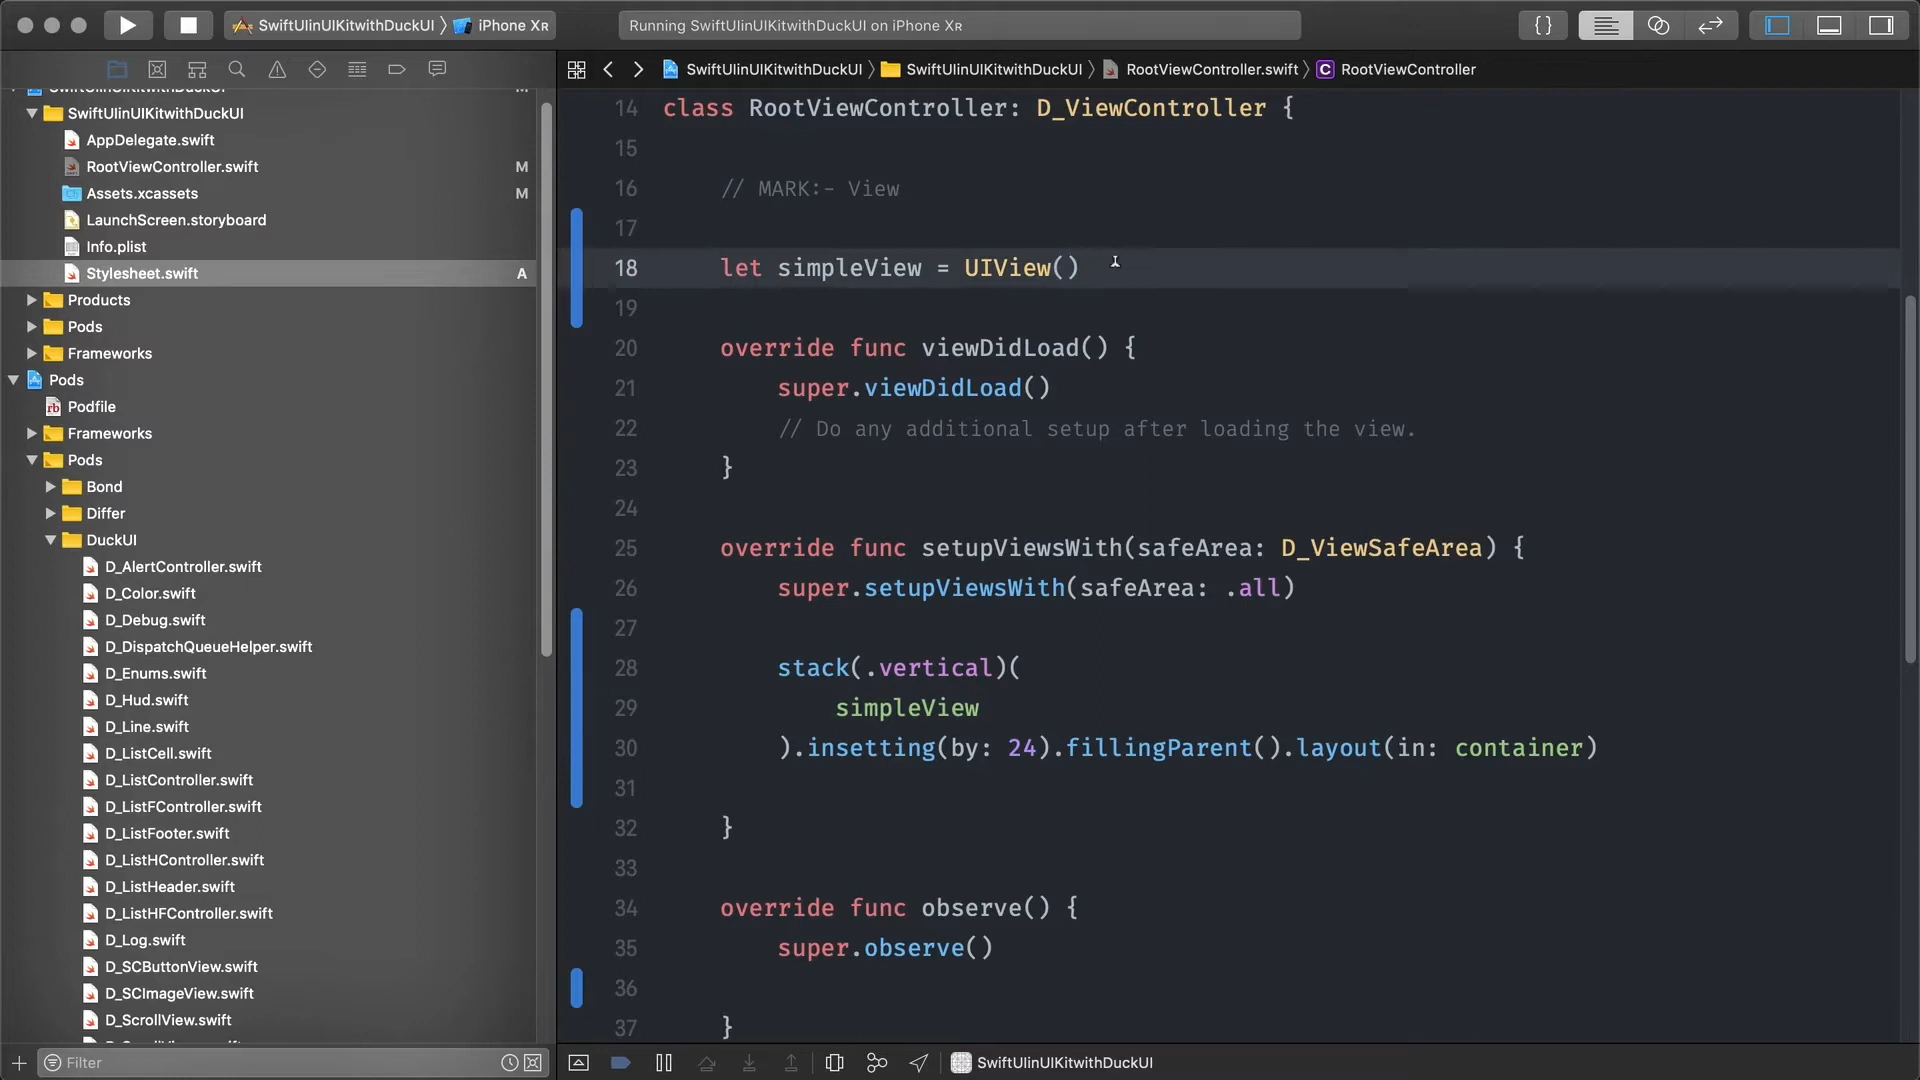 SwiftUIinUIKitwithDuckUI
iPhone XR
Running SwiftUIinUIKitwithDuckUI on iPhone XR
{}
SwiftUIinUIKitwithDuckUI
SwiftUIinUIKitwithDuckUI
RootViewController.swift
C RootViewController
SwiftUIinUIKitwithDuckUI M
SwiftUIinUIKitwithDuckUI
AppDelegate.swift
RootViewController.swift M
Assets.xcassets M
LaunchScreen.storyboard
Info.plist
Stylesheet.swift A
Products
Pods
Frameworks
Pods
rb Podfile
Frameworks
Pods
Bond
Differ
DuckUI
D_AlertController.swift
D_Color.swift
D_Debug.swift
D_DispatchQueueHelper.swift
D_Enums.swift
D_Hud.swift
D_Line.swift
D_ListCell.swift
D_ListController.swift
D_ListFController.swift
D_ListFooter.swift
D_ListHController.swift
D_ListHeader.swift
D_ListHFController.swift
D_Log.swift
D_SCButtonView.swift
D_SCImageView.swift
D_ScrollView.swift
Filter
14 class RootViewController: D_ViewController {
15
16 // MARK:- View
17
18 let simpleView = UIView()
19
20 override func viewDidLoad() {
21 super.viewDidLoad()
22 // Do any additional setup after loading the view.
23 }
24
25 override func setupViewsWith(safeArea: D_ViewSafeArea) {
26 super.setupViewsWith(safeArea: .all)
27
28 stack(.vertical)(
29 simpleView
30 ).insetting(by: 24).fillingParent().layout(in: container)
31
32 }
33
34 override func observe() {
35 super.observe()
36
37 }
SwiftUIinUIKitwithDuckUI